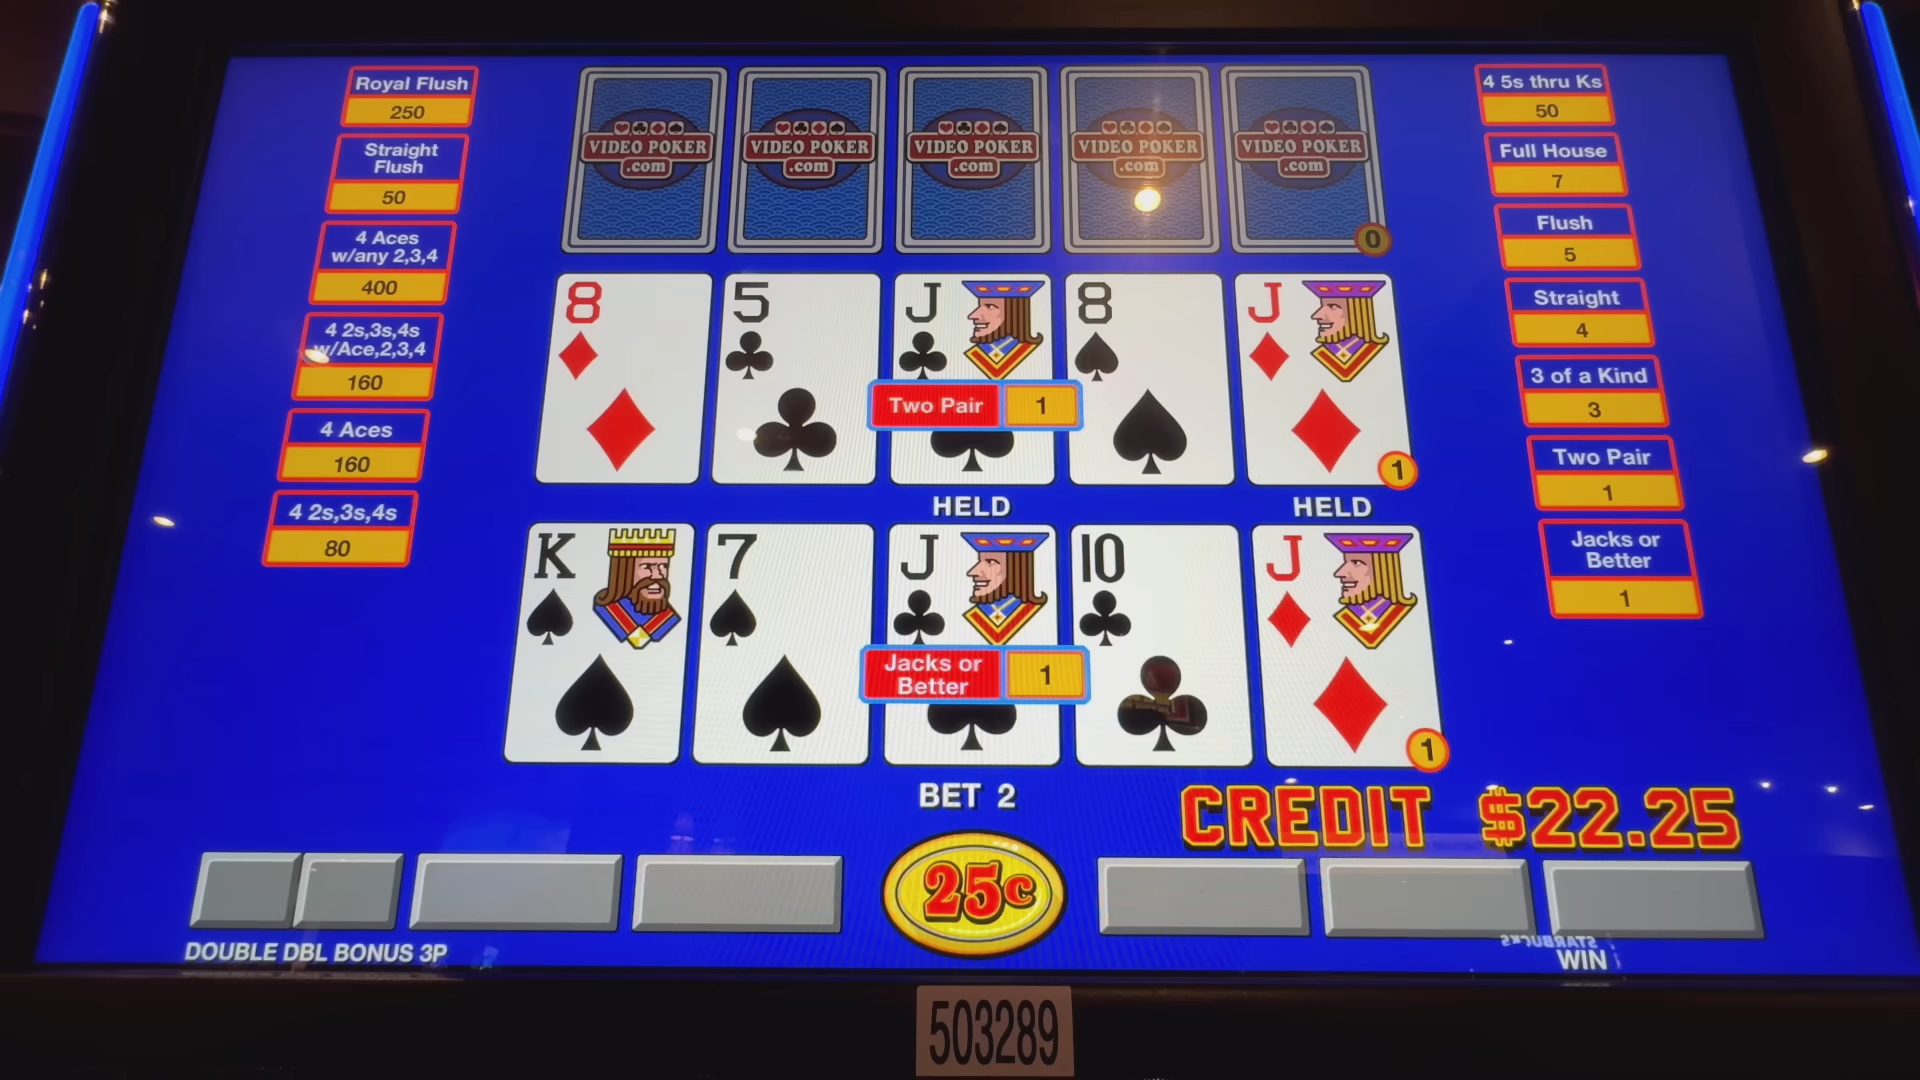 Royal Flush
250
Straight
Flush
50
4 Aces
w/any 2,3,4
400
4 2s,3s,4s
w/Ace,2,3,4
160
4 Aces
160
4 2s,3s,4s
80
VIDEO POKER
.com
VIDEO POKER
.com
VIDEO POKER
.com
VIDEO POKER
.com
VIDEO POKER
.com
0
4 5s thru Ks
50
Full House
7
Flush
5
Straight
4
3 of a Kind
3
Two Pair
1
Jacks or
Better
1
8
5
J
8
J
Two Pair 1
1
HELD
HELD
K
7
J
10
J
Jacks or
Better
1
1
BET 2
CREDIT $22.25
25¢
DOUBLE DBL BONUS 3P
STARBUCKS
WIN
503289